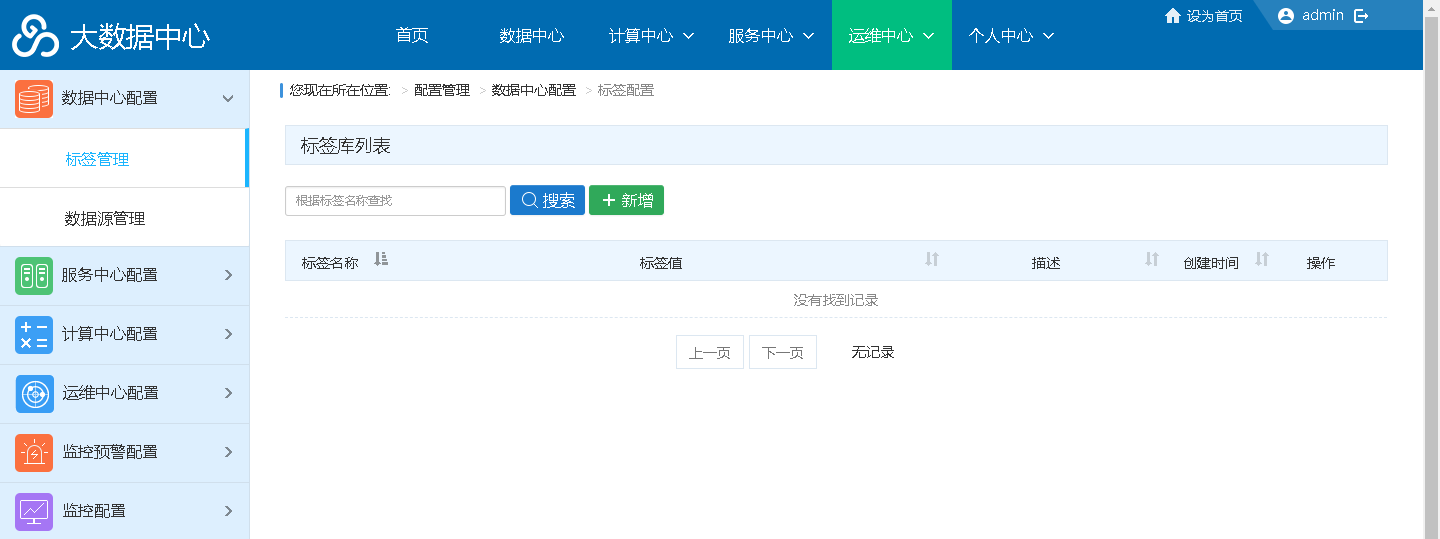 大数据中心
首页 数据中心 计算中心 服务中心 运维中心 个人中心
设为首页 admin
数据中心配置
标签管理
数据源管理
服务中心配置
计算中心配置
运维中心配置
监控预警配置
监控配置
您现在所在位置: > 配置管理 > 数据中心配置 > 标签配置
标签库列表
根据标签名称查找 搜索 新增
标签名称 标签值 描述 创建时间 操作
没有找到记录
上一页 下一页 无记录